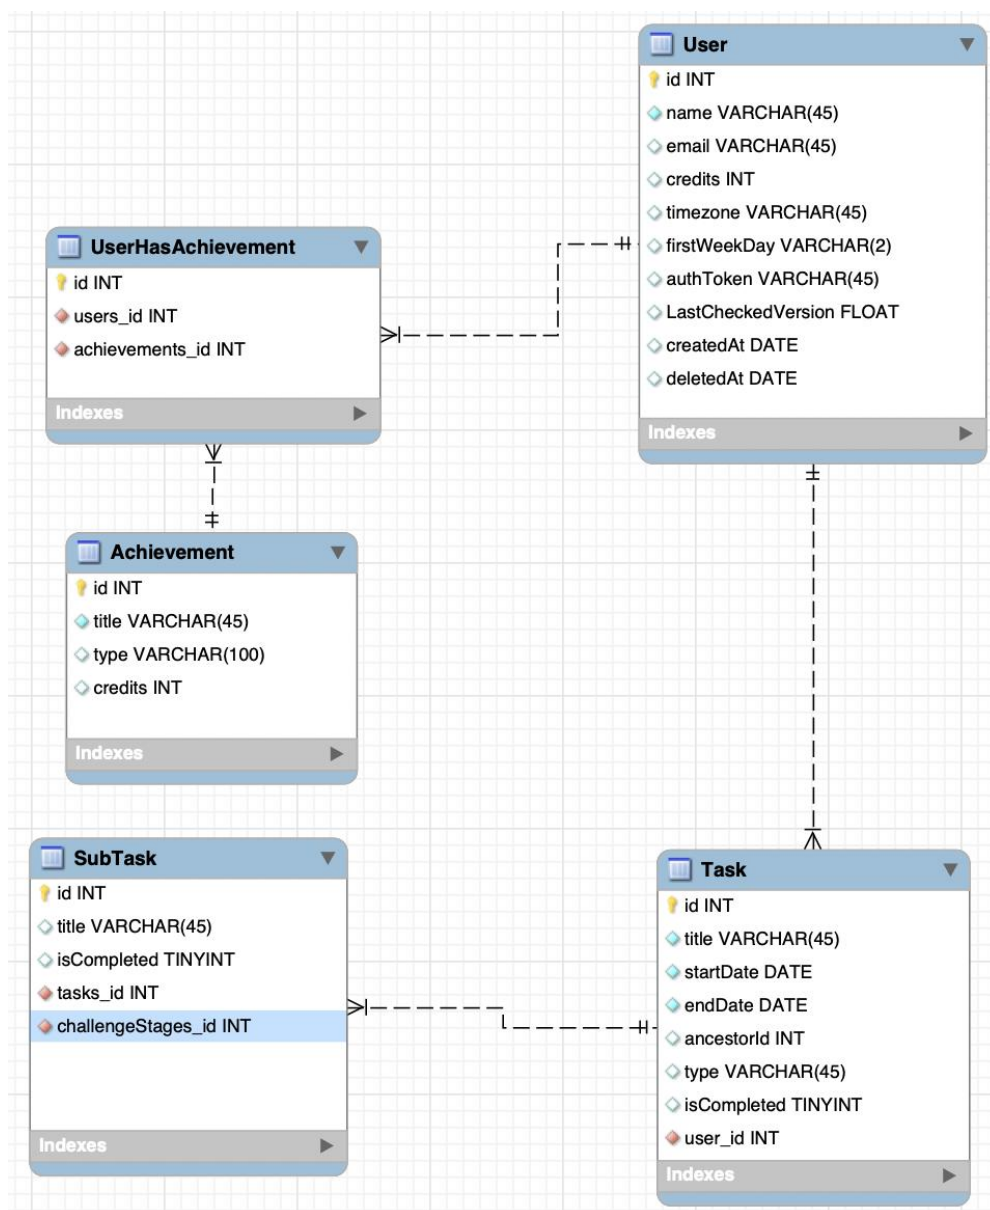 User
id INT
name VARCHAR(45)
email VARCHAR(45)
credits INT
timezone VARCHAR(45)
firstWeekDay VARCHAR(2)
authToken VARCHAR(45)
LastCheckedVersion FLOAT
createdAt DATE
deletedAt DATE
Indexes
UserHasAchievement
id INT
users_id INT
achievements_id INT
Indexes
Achievement
id INT
title VARCHAR(45)
type VARCHAR(100)
credits INT
Indexes
SubTask
id INT
title VARCHAR(45)
isCompleted TINYINT
tasks_id INT
challengeStages_id INT
Indexes
Task
id INT
title VARCHAR(45)
startDate DATE
endDate DATE
ancestorId INT
type VARCHAR(45)
isCompleted TINYINT
user_id INT
Indexes